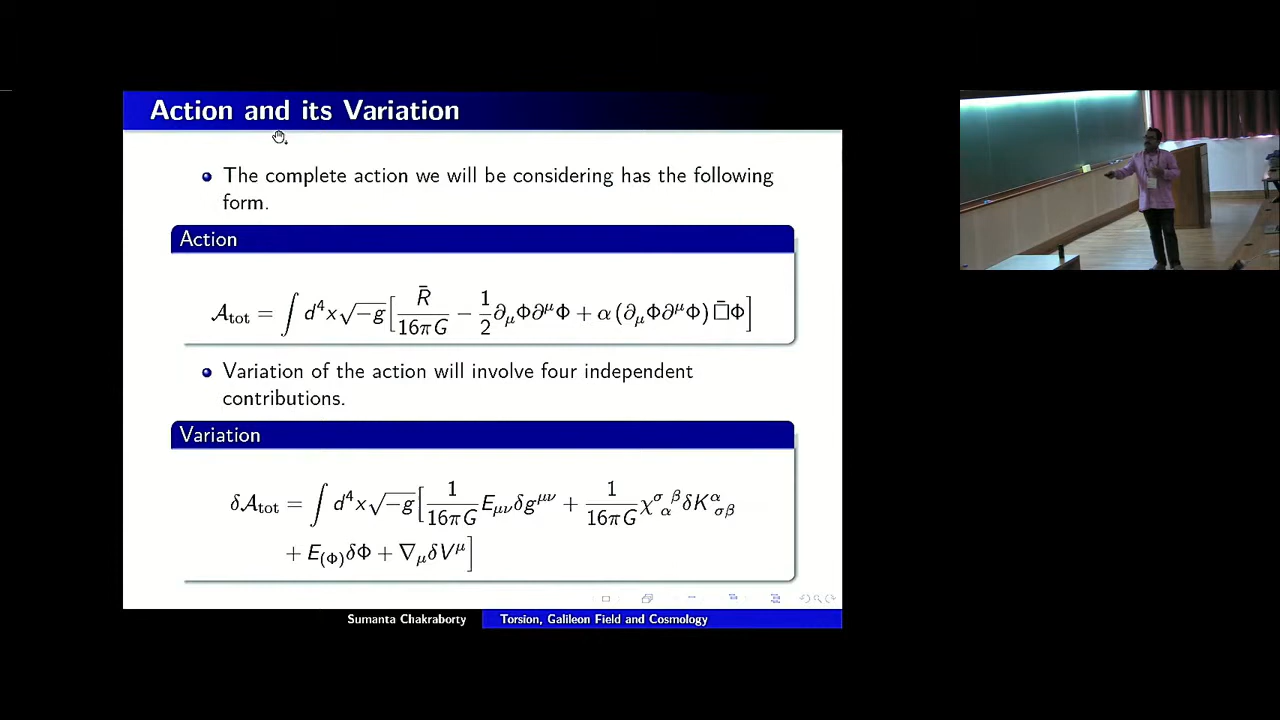 Action and its Variation
The complete action we will be considering has the following
form.
Action
𝒜_tot = ∫ d⁴x√−g [ R̄/16πG − 1/2 ∂_μΦ∂^μΦ + α (∂_μΦ∂^μΦ) □̄Φ ]
Variation of the action will involve four independent
contributions.
Variation
δ𝒜_tot = ∫ d⁴x√−g [ 1/16πG E_μν δg^μν + 1/16πG χ^σ_α^β δK^α_σβ
+ E_(Φ) δΦ + ∇_μ δV^μ ]
Sumanta Chakraborty Torsion, Galileon Field and Cosmology